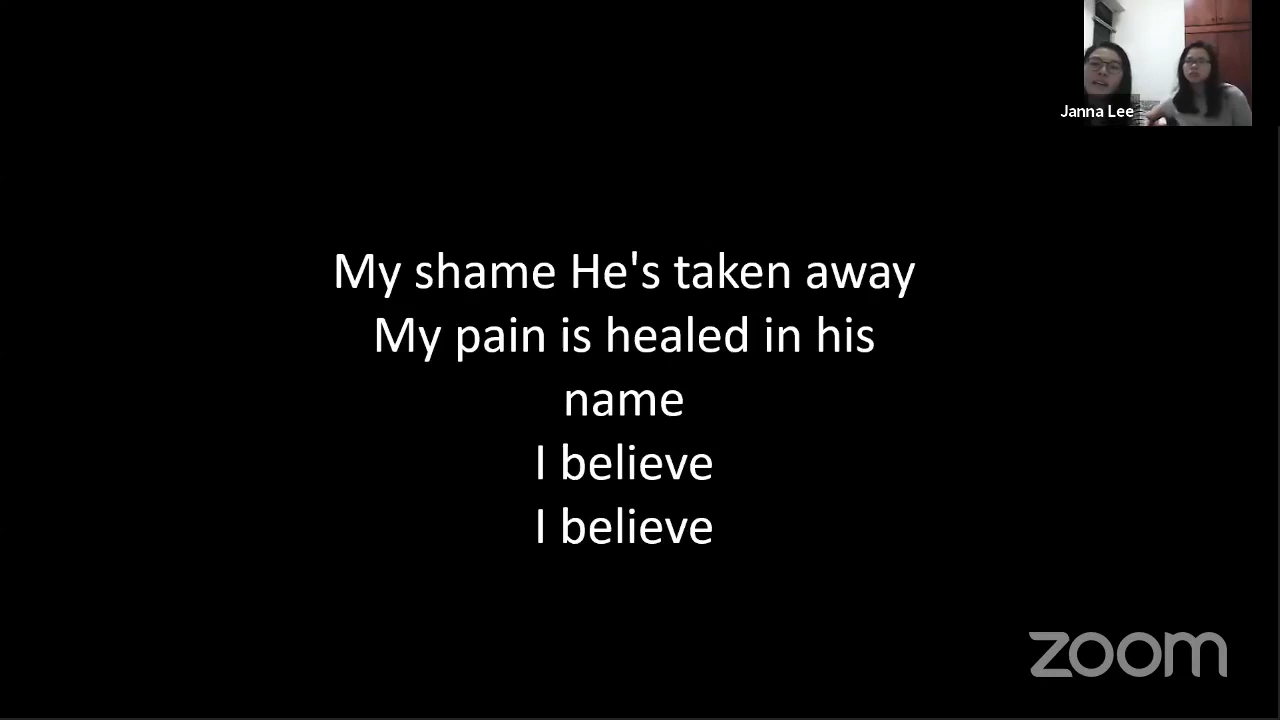 Janna Lee
My shame He's taken away
My pain is healed in his
name
I believe
I believe
zoom